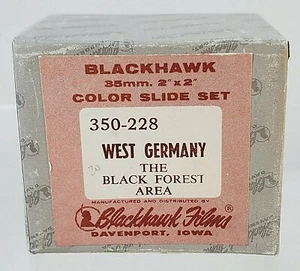 BLACKHAWK
35mm. 2"x2"
COLOR SLIDE SET
350-228
WEST GERMANY
THE
BLACK FOREST
AREA
MANUFACTURED AND DISTRIBUTED BY
Blackhawk Films®
DAVENPORT, IOWA